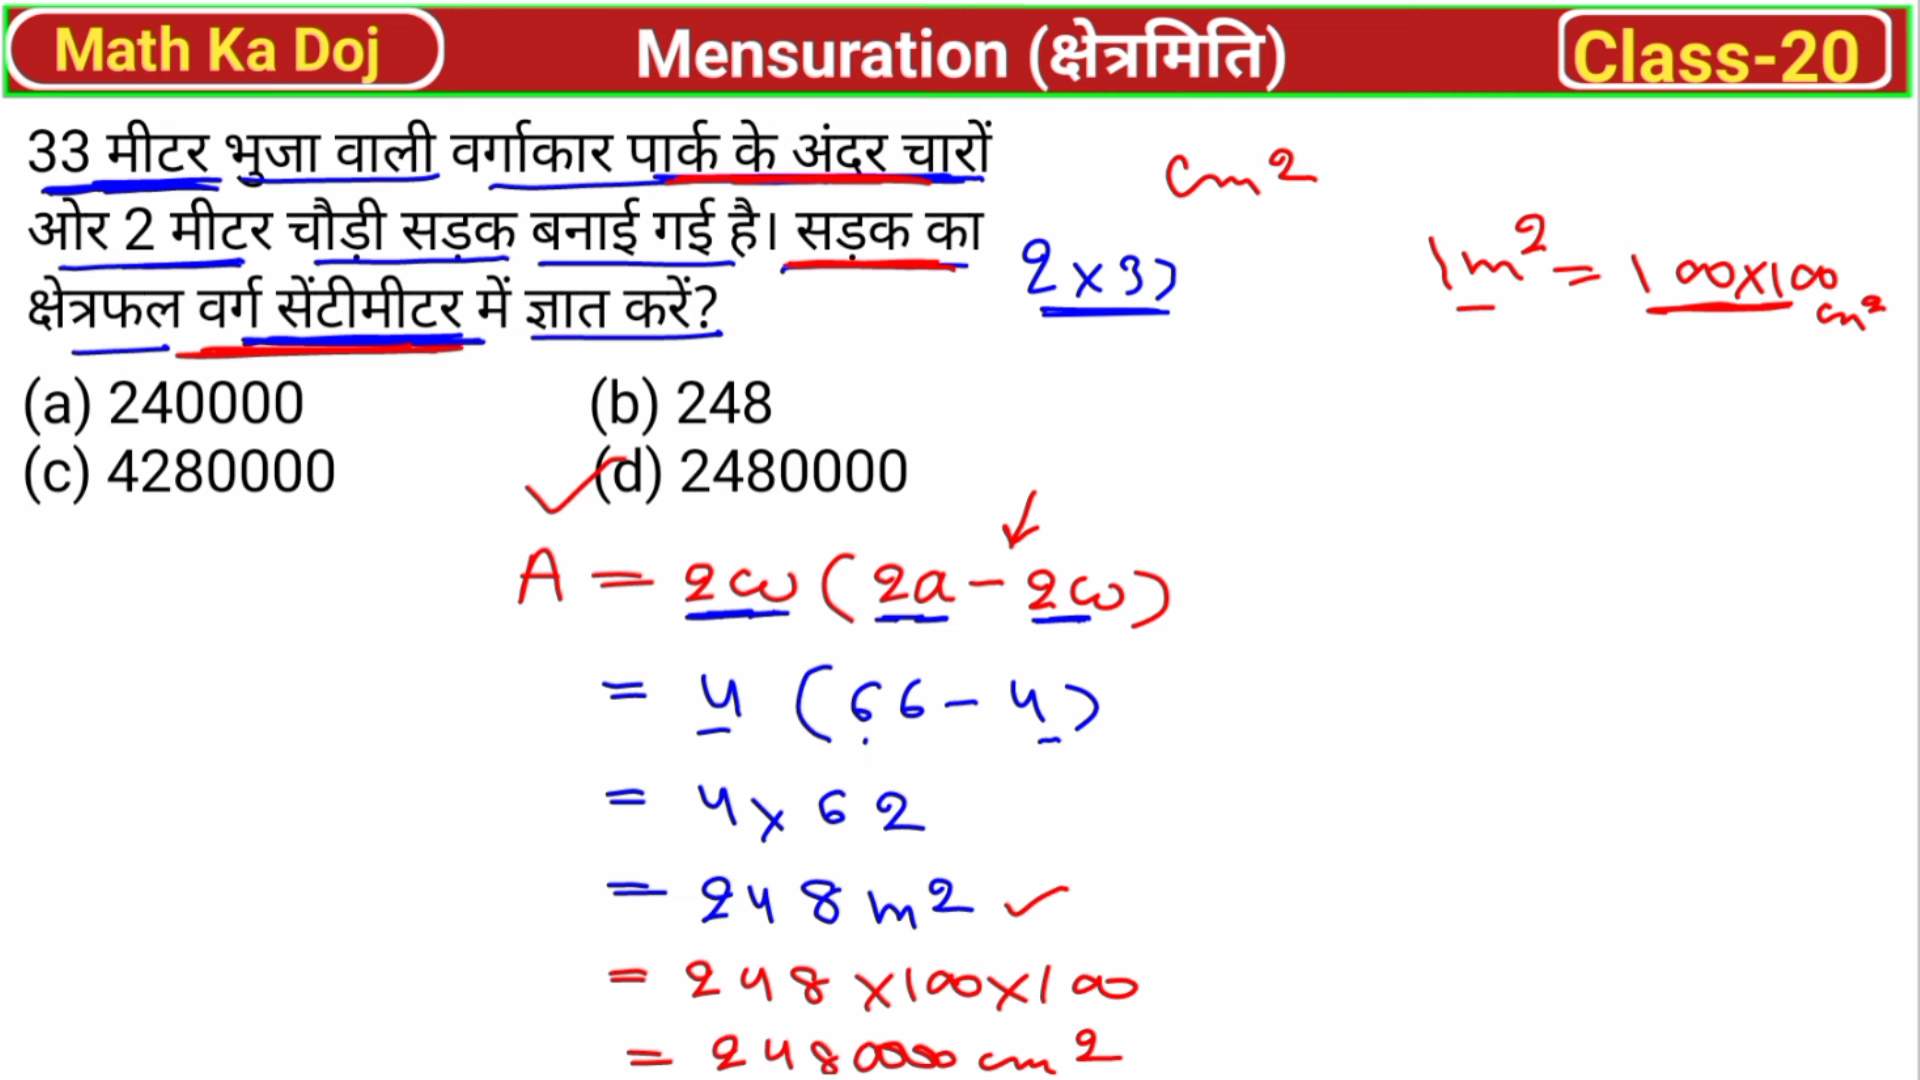 Math Ka Doj
Mensuration (क्षेत्रमिति)
Class-20
33 मीटर भुजा वाली वर्गाकार पार्क के अंदर चारों
ओर 2 मीटर चौड़ी सड़क बनाई गई है। सड़क का
क्षेत्रफल वर्ग सेंटीमीटर में ज्ञात करें?
(a) 240000
(b) 248
(c) 4280000
(d) 2480000
cm²
2×33
1m² = 100×100
cm²
A = 2ω(2a-2ω)
= 4 (66-4)
= 4×62
= 248 m²
= 248 ×100×100
= 2480000 cm²